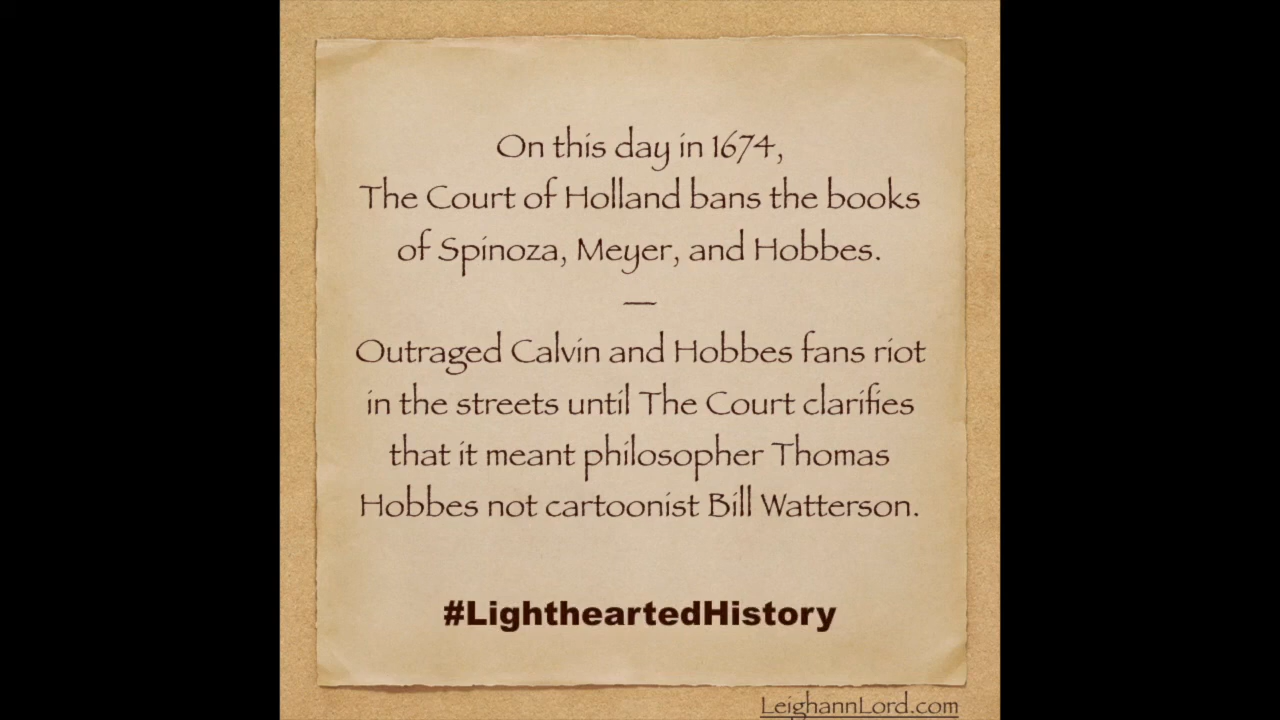 On this day in 1674,
The Court of Holland bans the books
of Spinoza, Meyer, and Hobbes.
—
Outraged Calvin and Hobbes fans riot
in the streets until The Court clarifies
that it meant philosopher Thomas
Hobbes not cartoonist Bill Watterson.
#LightheartedHistory
LeighannLord.com